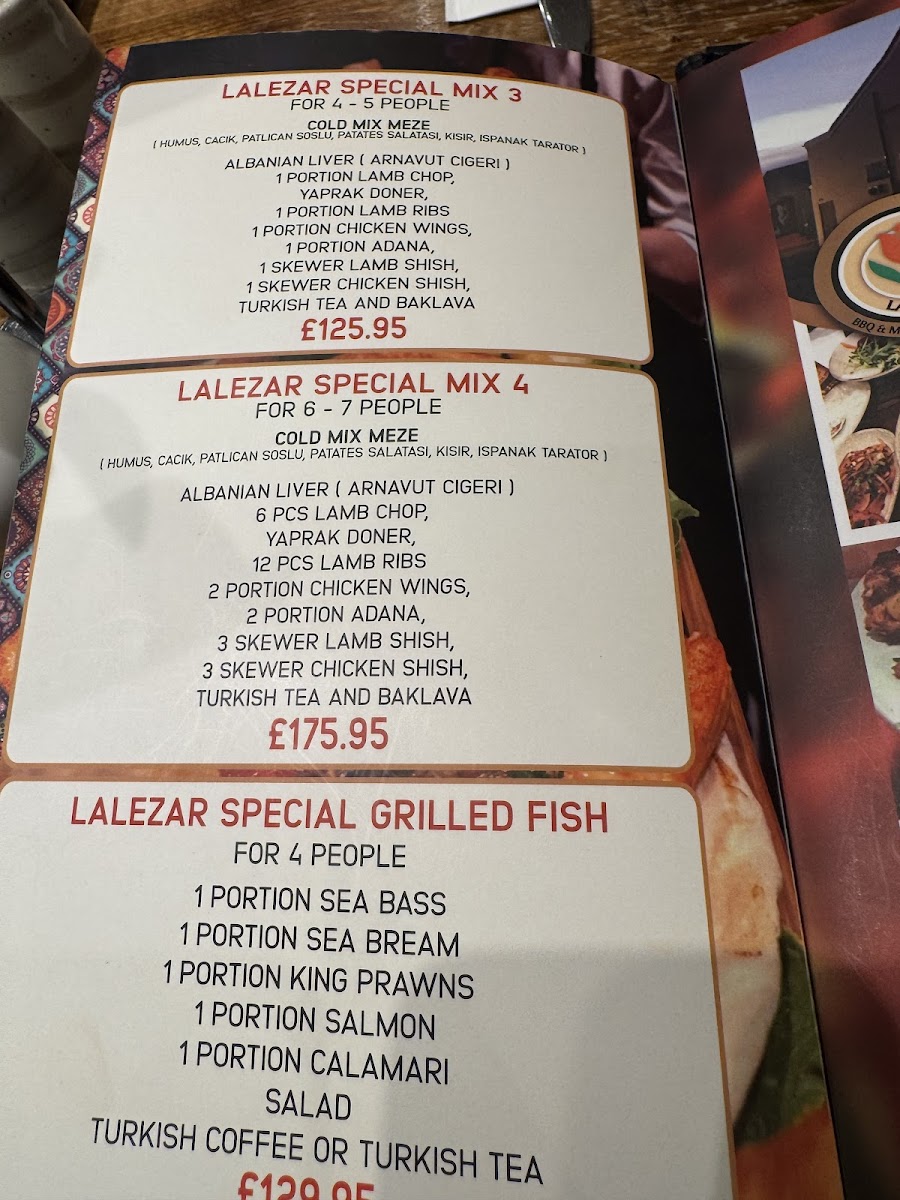 LALEZAR SPECIAL MIX 3
FOR 4 - 5 PEOPLE
COLD MIX MEZE
( HUMUS, CACIK, PATLICAN SOSLU, PATATES SALATASI, KISIR, ISPANAK TARATOR )
ALBANIAN LIVER ( ARNAVUT CIGERI )
1 PORTION LAMB CHOP,
YAPRAK DONER,
1 PORTION LAMB RIBS
1 PORTION CHICKEN WINGS,
1 PORTION ADANA,
1 SKEWER LAMB SHISH,
1 SKEWER CHICKEN SHISH,
TURKISH TEA AND BAKLAVA
£125.95
LALEZAR SPECIAL MIX 4
FOR 6 - 7 PEOPLE
COLD MIX MEZE
( HUMUS, CACIK, PATLICAN SOSLU, PATATES SALATASI, KISIR, ISPANAK TARATOR )
ALBANIAN LIVER ( ARNAVUT CIGERI )
6 PCS LAMB CHOP,
YAPRAK DONER,
12 PCS LAMB RIBS
2 PORTION CHICKEN WINGS,
2 PORTION ADANA,
3 SKEWER LAMB SHISH,
3 SKEWER CHICKEN SHISH,
TURKISH TEA AND BAKLAVA
£175.95
LALEZAR SPECIAL GRILLED FISH
FOR 4 PEOPLE
1 PORTION SEA BASS
1 PORTION SEA BREAM
1 PORTION KING PRAWNS
1 PORTION SALMON
1 PORTION CALAMARI
SALAD
TURKISH COFFEE OR TURKISH TEA
£129.95
BBQ &